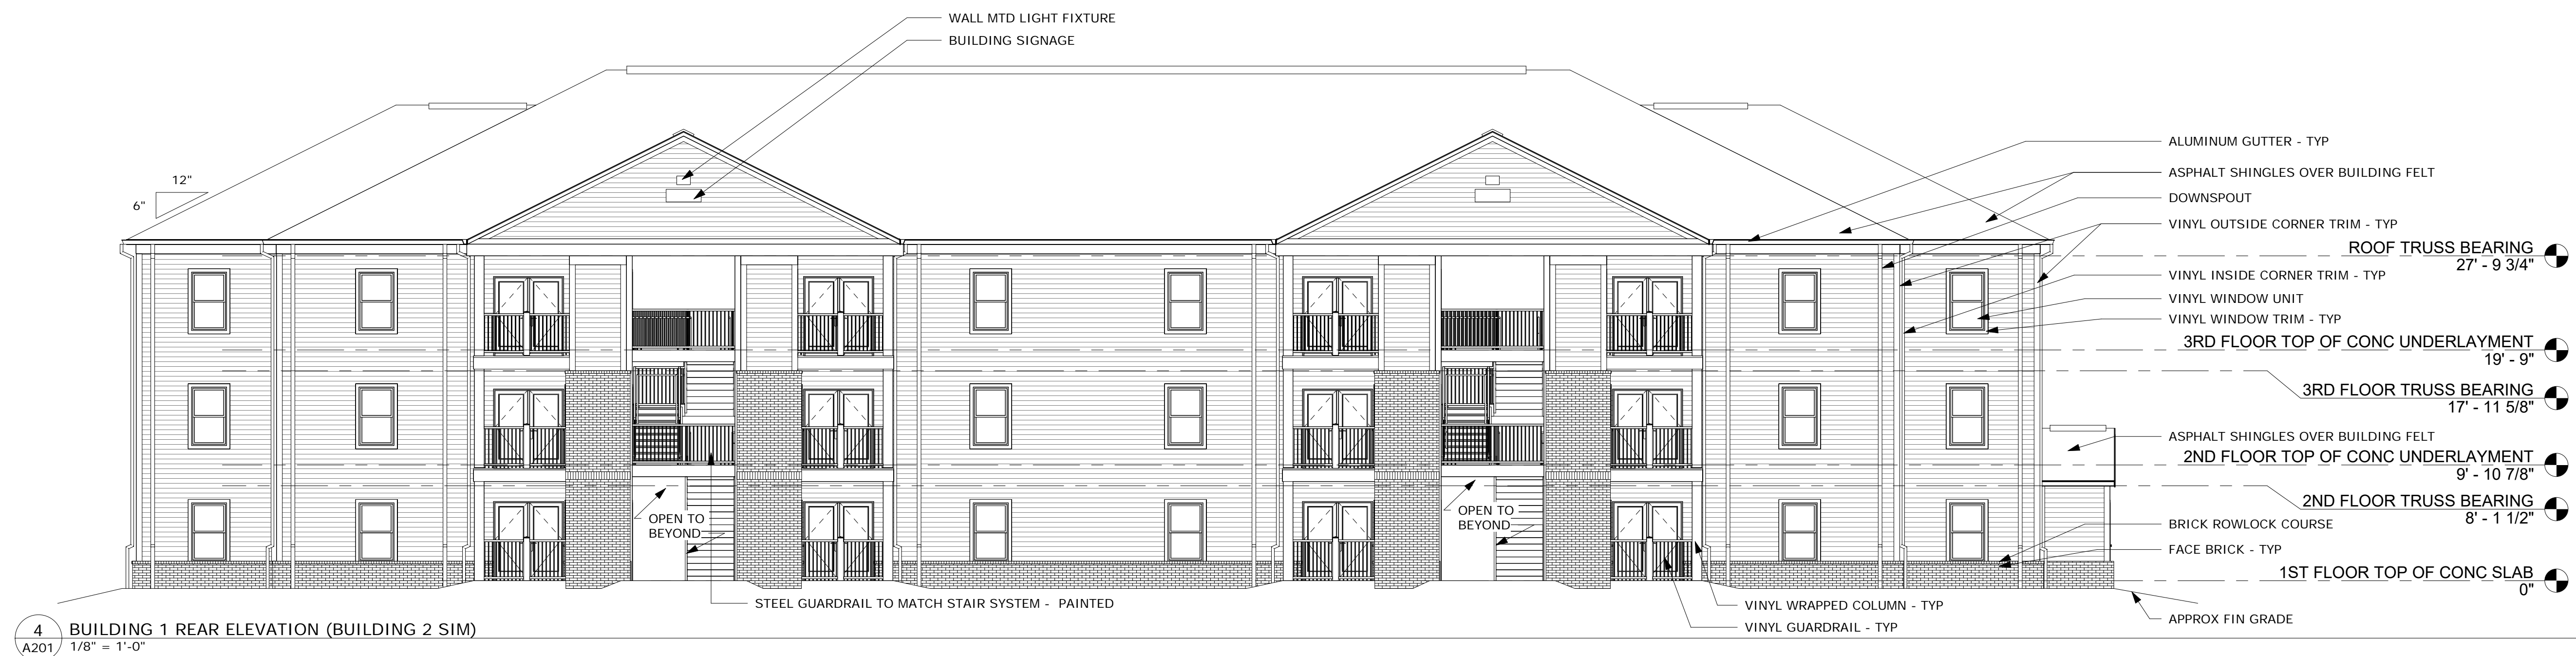 WALL MTD LIGHT FIXTURE
BUILDING SIGNAGE
12"
6"
ALUMINUM GUTTER - TYP
ASPHALT SHINGLES OVER BUILDING FELT
DOWNSPOUT
VINYL OUTSIDE CORNER TRIM - TYP
ROOF TRUSS BEARING
27' - 9 3/4"
VINYL INSIDE CORNER TRIM - TYP
VINYL WINDOW UNIT
VINYL WINDOW TRIM - TYP
3RD FLOOR TOP OF CONC UNDERLAYMENT
19' - 9"
3RD FLOOR TRUSS BEARING
17' - 11 5/8"
ASPHALT SHINGLES OVER BUILDING FELT
2ND FLOOR TOP OF CONC UNDERLAYMENT
9' - 10 7/8"
2ND FLOOR TRUSS BEARING
8' - 1 1/2"
OPEN TO
BEYOND
OPEN TO
BEYOND
BRICK ROWLOCK COURSE
FACE BRICK - TYP
1ST FLOOR TOP OF CONC SLAB
0"
STEEL GUARDRAIL TO MATCH STAIR SYSTEM - PAINTED
VINYL WRAPPED COLUMN - TYP
VINYL GUARDRAIL - TYP
APPROX FIN GRADE
4
A201
BUILDING 1 REAR ELEVATION (BUILDING 2 SIM)
1/8" = 1'-0"